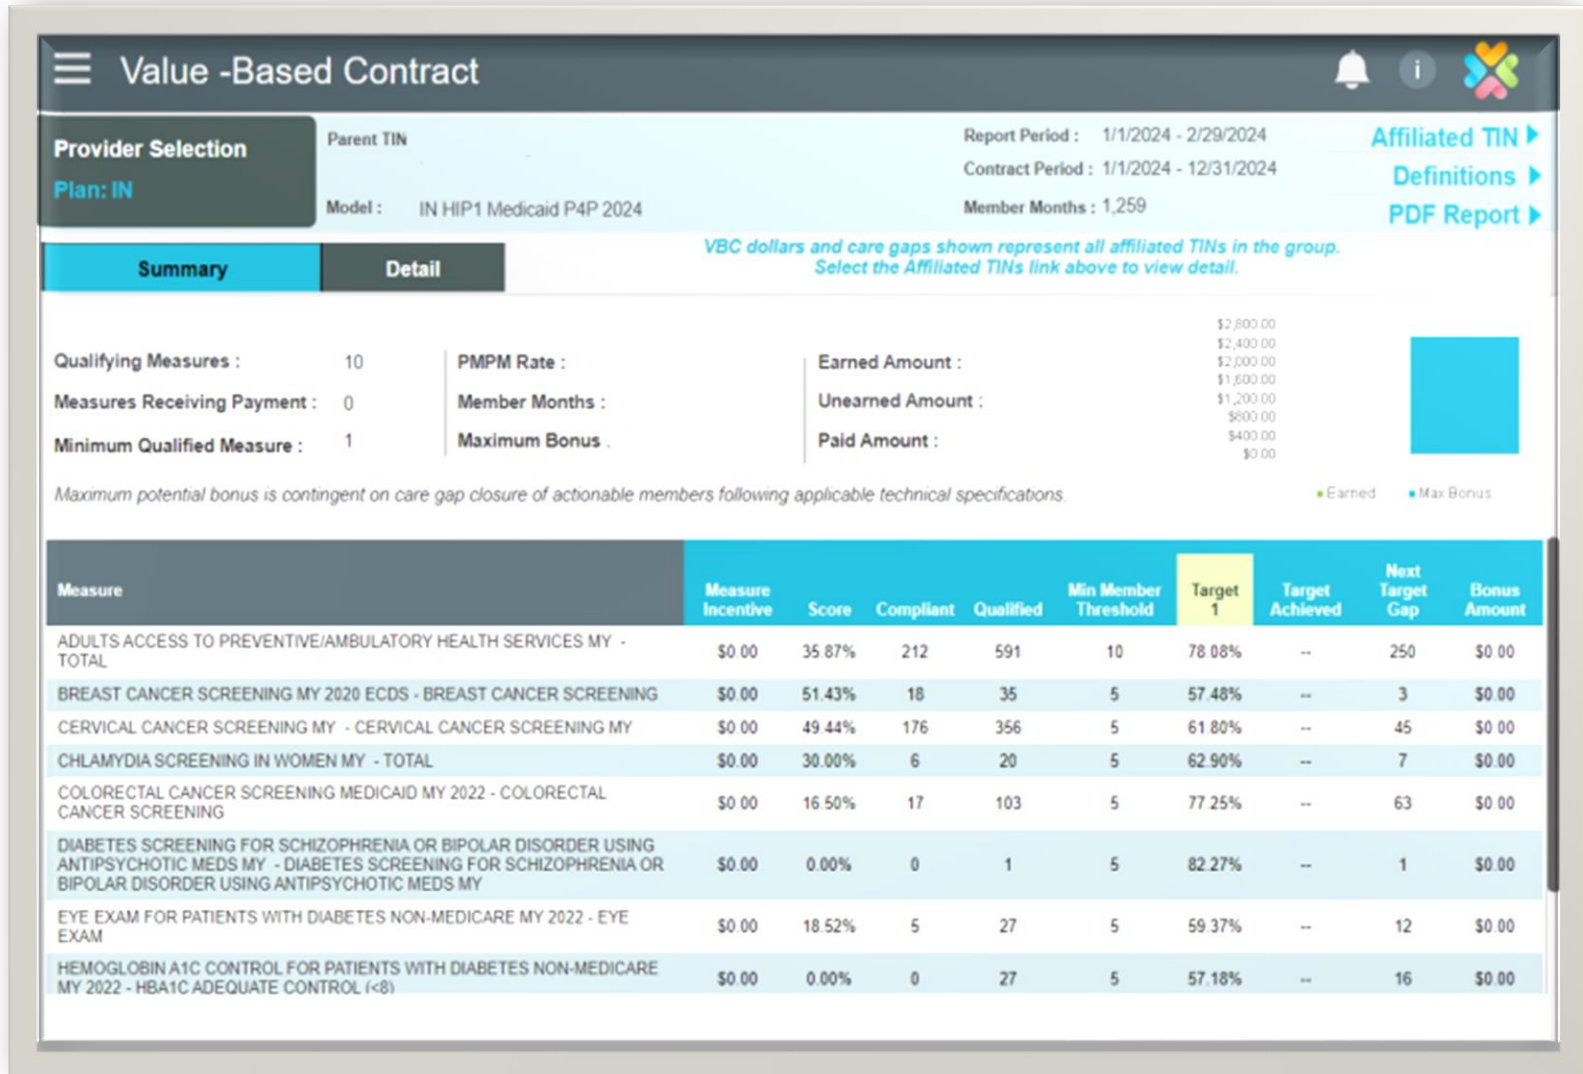 Value -Based Contract
i
Provider Selection
Plan: IN
Parent TIN
Model : IN HIP1 Medicaid P4P 2024
Report Period : 1/1/2024 - 2/29/2024
Contract Period : 1/1/2024 - 12/31/2024
Member Months : 1,259
Affiliated TIN
Definitions
PDF Report
Summary Detail
VBC dollars and care gaps shown represent all affiliated TINs in the group.
Select the Affiliated TINs link above to view detail.
Qualifying Measures : 10
Measures Receiving Payment : 0
Minimum Qualified Measure : 1
PMPM Rate :
Member Months :
Maximum Bonus .
Earned Amount :
Unearned Amount :
Paid Amount :
$2,800.00
$2,400.00
$2,000.00
$1,600.00
$1,200.00
$800.00
$400.00
$0.00
Earned Max Bonus
Maximum potential bonus is contingent on care gap closure of actionable members following applicable technical specifications.
Measure
Measure Incentive
Score
Compliant
Qualified
Min Member Threshold
Target 1
Target Achieved
Next Target Gap
Bonus Amount
ADULTS ACCESS TO PREVENTIVE/AMBULATORY HEALTH SERVICES MY -
TOTAL
$0.00 35.87% 212 591 10 78.08% -- 250 $0.00
BREAST CANCER SCREENING MY 2020 ECDS - BREAST CANCER SCREENING $0.00 51.43% 18 35 5 57.48% -- 3 $0.00
CERVICAL CANCER SCREENING MY - CERVICAL CANCER SCREENING MY $0.00 49.44% 176 356 5 61.80% -- 45 $0.00
CHLAMYDIA SCREENING IN WOMEN MY - TOTAL $0.00 30.00% 6 20 5 62.90% -- 7 $0.00
COLORECTAL CANCER SCREENING MEDICAID MY 2022 - COLORECTAL
CANCER SCREENING
$0.00 16.50% 17 103 5 77.25% -- 63 $0.00
DIABETES SCREENING FOR SCHIZOPHRENIA OR BIPOLAR DISORDER USING
ANTIPSYCHOTIC MEDS MY - DIABETES SCREENING FOR SCHIZOPHRENIA OR
BIPOLAR DISORDER USING ANTIPSYCHOTIC MEDS MY
$0.00 0.00% 0 1 5 82.27% -- 1 $0.00
EYE EXAM FOR PATIENTS WITH DIABETES NON-MEDICARE MY 2022 - EYE
EXAM
$0.00 18.52% 5 27 5 59.37% -- 12 $0.00
HEMOGLOBIN A1C CONTROL FOR PATIENTS WITH DIABETES NON-MEDICARE
MY 2022 - HBA1C ADEQUATE CONTROL (<8)
$0.00 0.00% 0 27 5 57.18% -- 16 $0.00